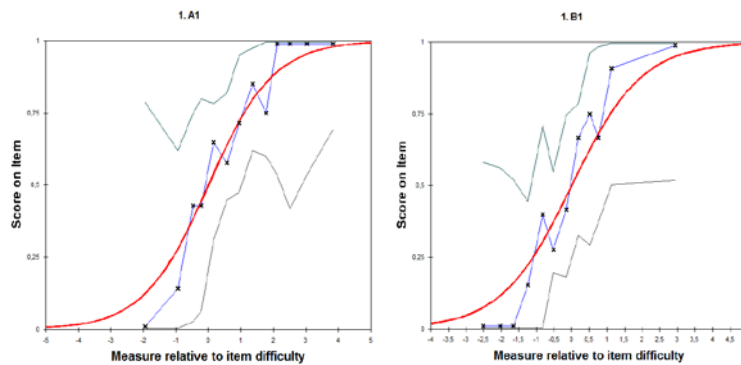 1. A1
1
0,75
0,5
0,25
0
Score on Item
-5 -4 -3 -2 -1 0 1 2 3 4 5
Measure relative to item difficulty
1. B1
1
0,75
0,5
0,25
0
Score on Item
-4 -3,5 -3 -2,5 -2 -1,5 -1 -0,5 0 0,5 1 1,5 2 2,5 3 3,5 4 4,5
Measure relative to item difficulty